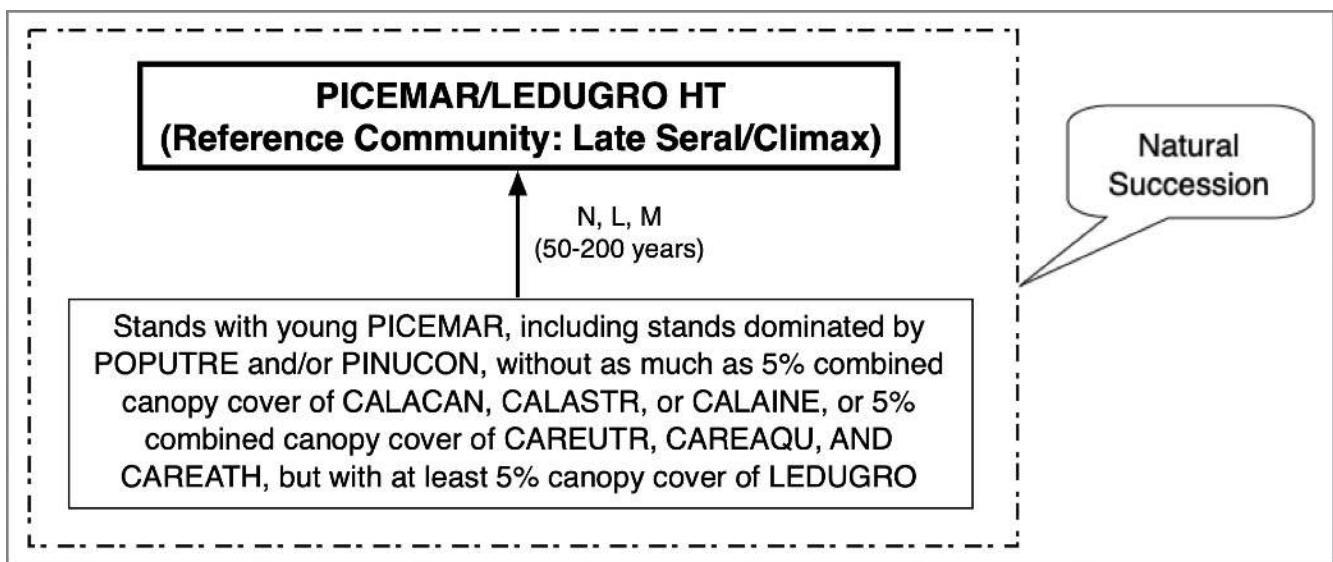 PICEMAR/LEDUGRO HT
(Reference Community: Late Seral/Climax)
Natural
Succession
N, L, M
(50-200 years)
Stands with young PICEMAR, including stands dominated by
POPUTRE and/or PINUCON, without as much as 5% combined
canopy cover of CALACAN, CALASTR, or CALAINE, or 5%
combined canopy cover of CAREUTR, CAREAQU, AND
CAREATH, but with at least 5% canopy cover of LEDUGRO